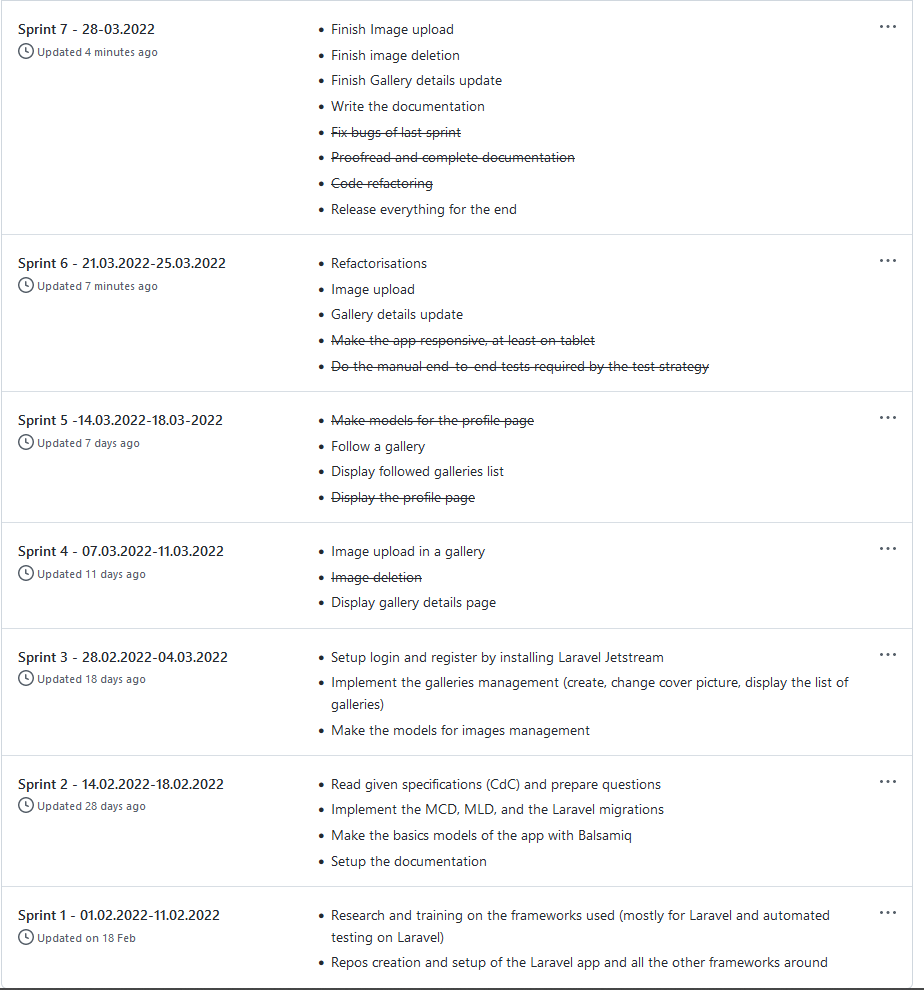 Sprint 7 - 28-03.2022
Updated 4 minutes ago
Finish Image upload
Finish image deletion
Finish Gallery details update
Write the documentation
Fix bugs of last sprint
Proofread and complete documentation
Code refactoring
Release everything for the end
Sprint 6 - 21.03.2022-25.03.2022
Updated 7 minutes ago
Refactorisations
Image upload
Gallery details update
Make the app responsive, at least on tablet
Do the manual end-to-end tests required by the test strategy
Sprint 5 -14.03.2022-18.03-2022
Updated 7 days ago
Make models for the profile page
Follow a gallery
Display followed galleries list
Display the profile page
Sprint 4 - 07.03.2022-11.03.2022
Updated 11 days ago
Image upload in a gallery
Image deletion
Display gallery details page
Sprint 3 - 28.02.2022-04.03.2022
Updated 18 days ago
Setup login and register by installing Laravel Jetstream
Implement the galleries management (create, change cover picture, display the list of
galleries)
Make the models for images management
Sprint 2 - 14.02.2022-18.02.2022
Updated 28 days ago
Read given specifications (CdC) and prepare questions
Implement the MCD, MLD, and the Laravel migrations
Make the basics models of the app with Balsamiq
Setup the documentation
Sprint 1 - 01.02.2022-11.02.2022
Updated on 18 Feb
Research and training on the frameworks used (mostly for Laravel and automated
testing on Laravel)
Repos creation and setup of the Laravel app and all the other frameworks around